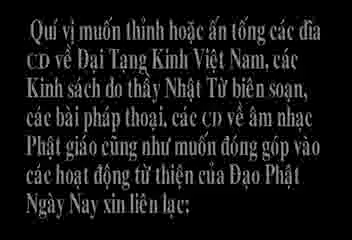 Quí vị muốn thỉnh hoặc ấn tống các đĩa
CD về Đại Tạng Kinh Việt Nam, các
Kinh sách do thầy Nhật Từ biên soạn,
các bài pháp thoại, các CD về âm nhạc
Phật giáo cũng như muốn đóng góp vào
các hoạt động từ thiện của Đạo Phật
Ngày Nay xin liên lạc: